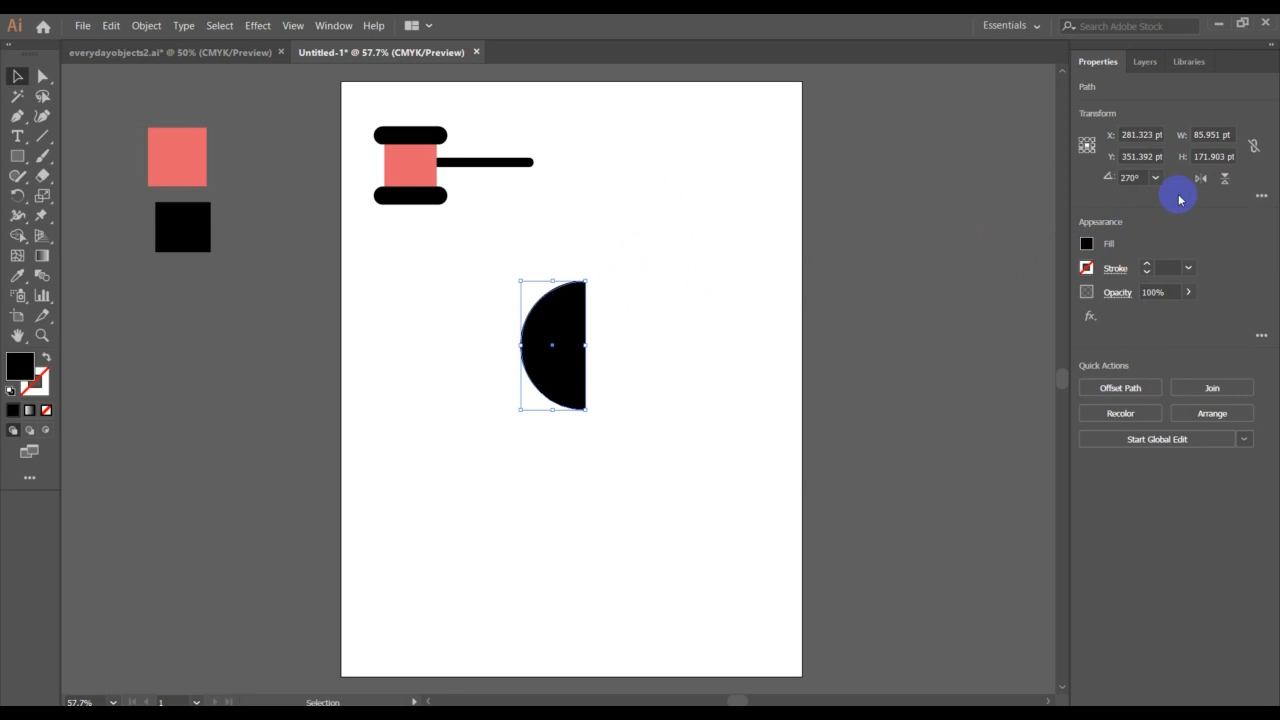 Ai File Edit Object Type Select Effect View Window Help Essentials Search Adobe Stock
everydayobjects2.ai* @ 50% (CMYK/Preview) × Untitled-1* @ 57.7% (CMYK/Preview) ×
Properties Layers Libraries
Path
Transform
X: 281.323 pt W: 85.951 pt
Y: 351.392 pt H: 171.903 pt
270°
Appearance
Fill
Stroke
Opacity 100%
fx.
Quick Actions
Offset Path Join
Recolor Arrange
Start Global Edit
57.7% 1 Selection